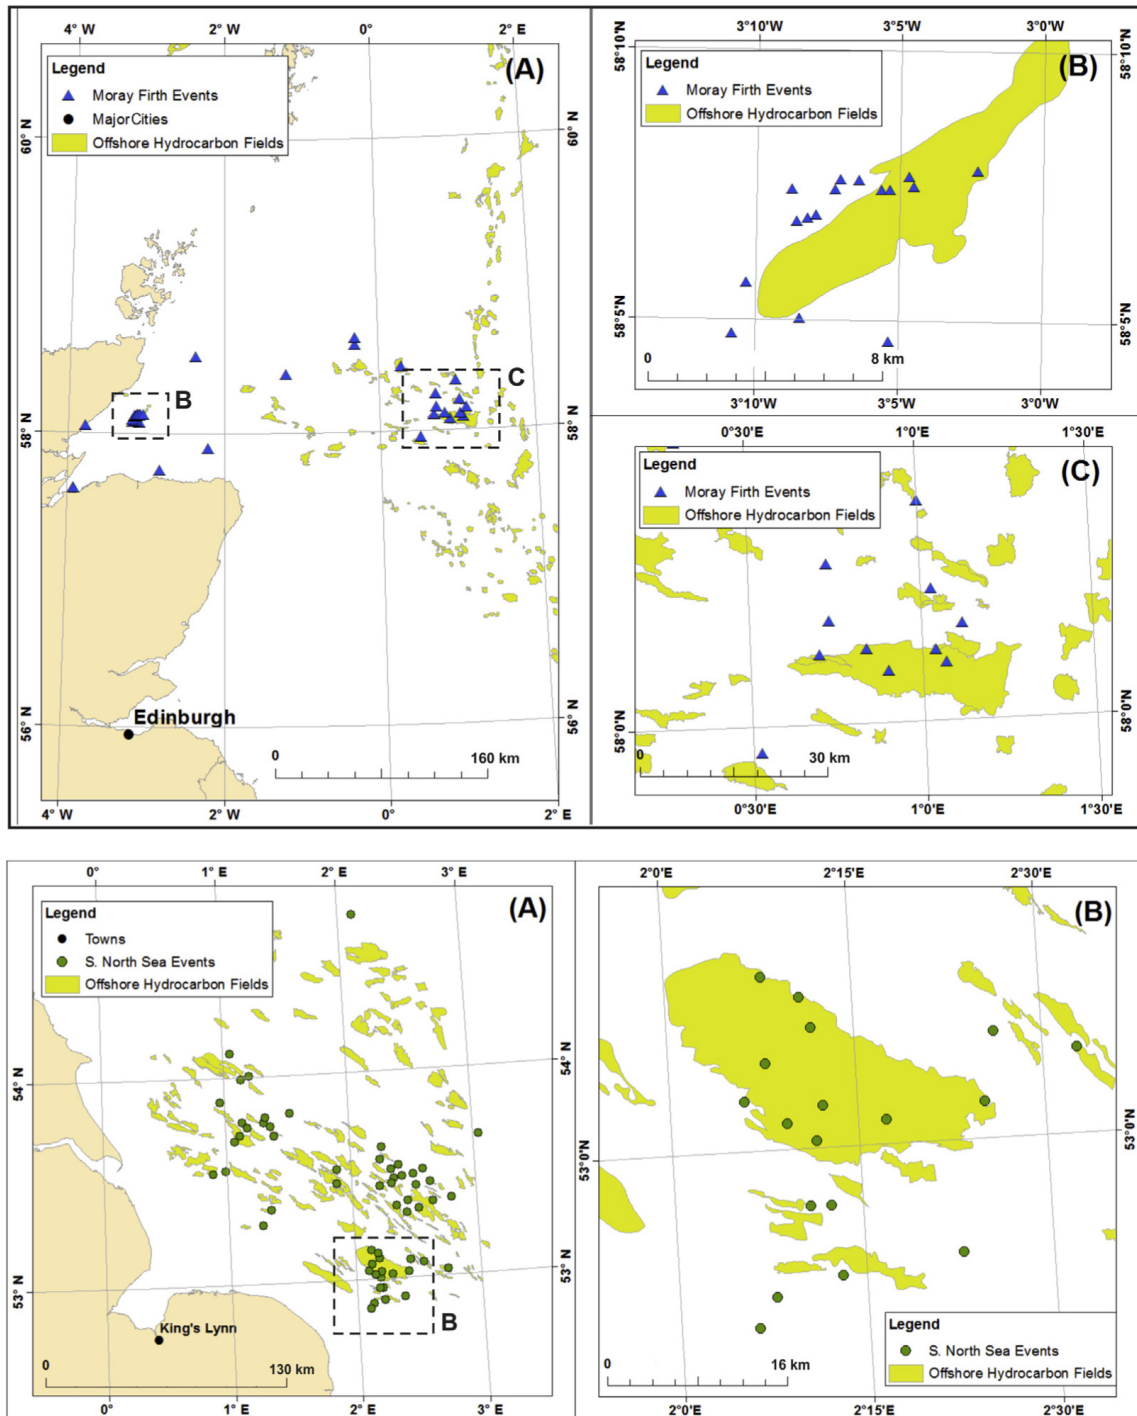 4° W
2° W
0°
2° E
(A)
Legend
Moray Firth Events
MajorCities
Offshore Hydrocarbon Fields
60° N
60° N
B
C
58° N
58° N
Edinburgh
56° N
56° N
0
160 km
4° W
2° W
0°
2° E
3°10'W
3°5'W
3°0'W
58°10'N
58°10'N
(B)
Legend
Moray Firth Events
Offshore Hydrocarbon Fields
58°5'N
58°5'N
0
8 km
3°10'W
3°5'W
3°0'W
0°30'E
1°0'E
1°30'E
(C)
Legend
Moray Firth Events
Offshore Hydrocarbon Fields
58°0'N
58°0'N
0
30 km
0°30'E
1°0'E
1°30'E
0°
1° E
2° E
3° E
(A)
Legend
Towns
S. North Sea Events
Offshore Hydrocarbon Fields
54° N
54° N
53° N
53° N
B
King's Lynn
0
130 km
0°
1° E
2° E
3° E
2°0'E
2°15'E
2°30'E
(B)
53°0'N
53°0'N
Legend
S. North Sea Events
Offshore Hydrocarbon Fields
0
16 km
2°0'E
2°15'E
2°30'E